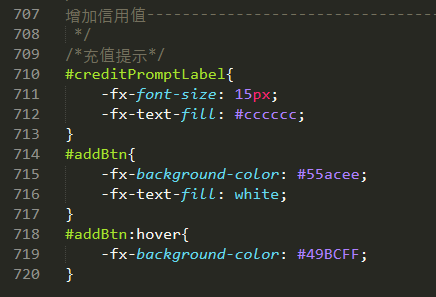 707 增加信用值----------------------------------
708  */
709 /*充值提示*/
710 #creditPromptLabel{
711     -fx-font-size: 15px;
712     -fx-text-fill: #cccccc;
713 }
714 #addBtn{
715     -fx-background-color: #55acee;
716     -fx-text-fill: white;
717 }
718 #addBtn:hover{
719     -fx-background-color: #49BCFF;
720 }